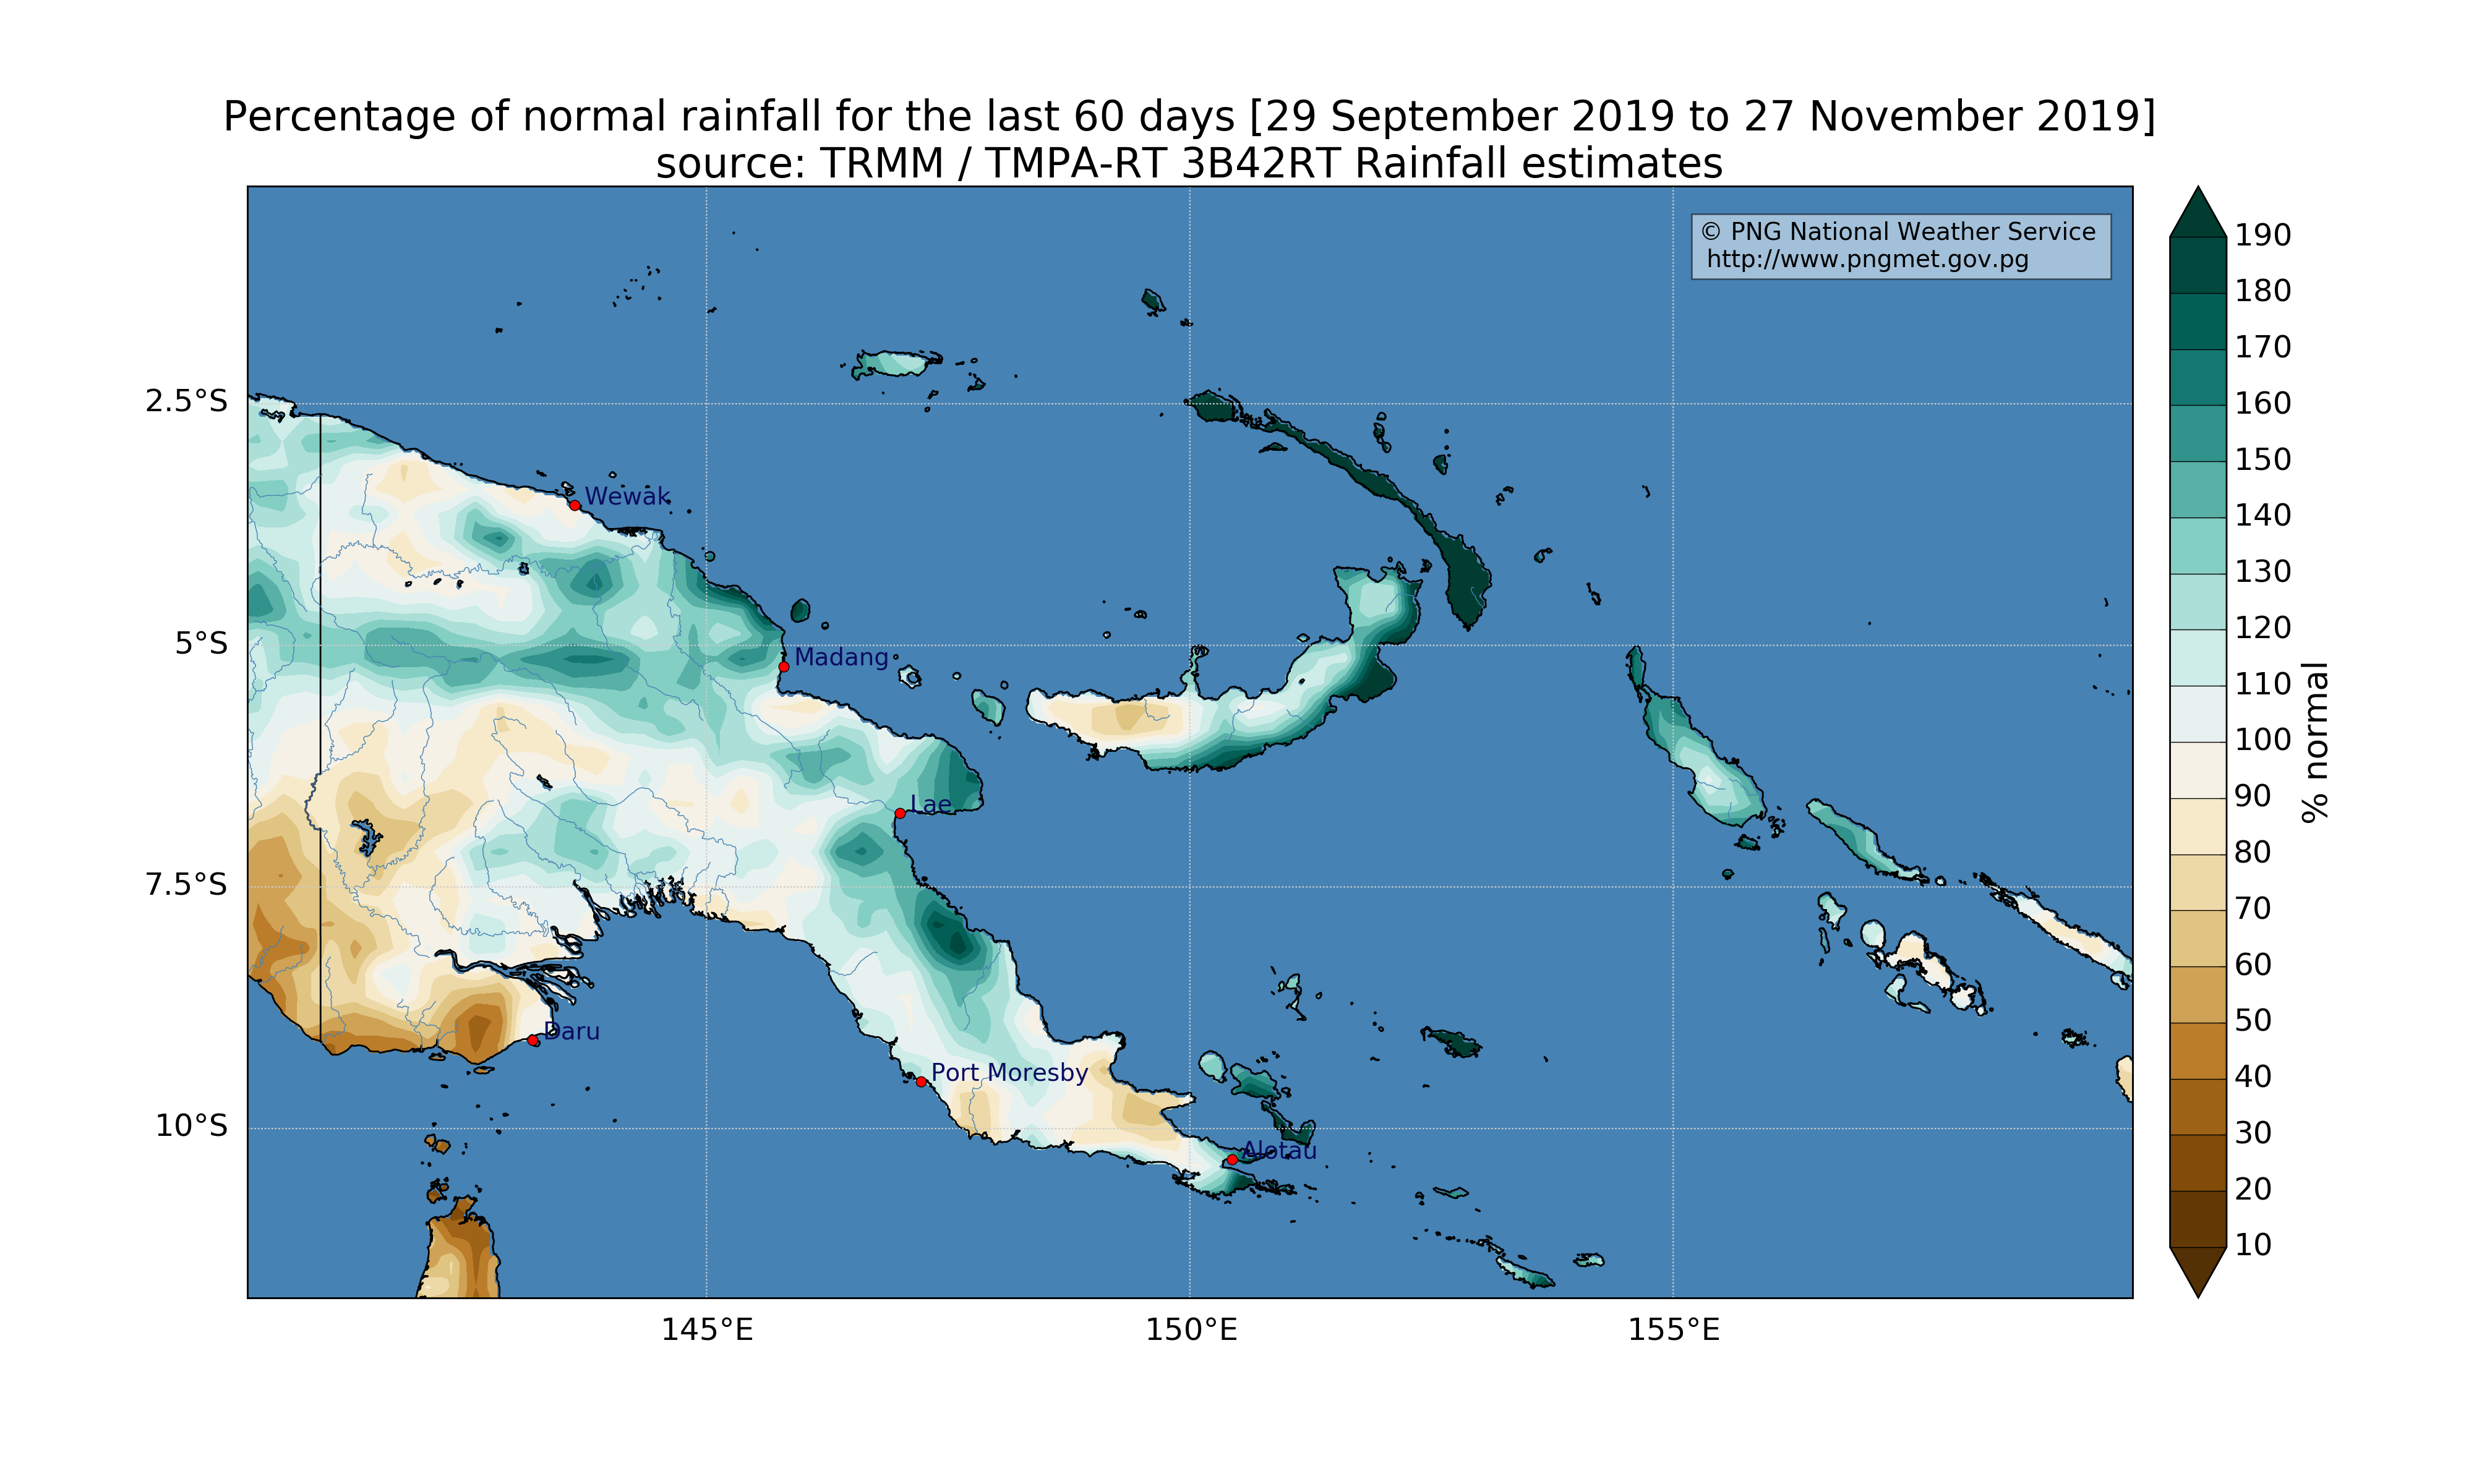 Percentage of normal rainfall for the last 60 days [29 September 2019 to 27 November 2019]
source: TRMM / TMPA-RT 3B42RT Rainfall estimates
© PNG National Weather Service
http://www.pngmet.gov.pg
190
180
170
160
150
140
130
120
110
100
90
80
70
60
50
40
30
20
10
% normal
2.5°S
5°S
7.5°S
10°S
Wewak
Madang
Lae
Daru
Port Moresby
Alotau
145°E
150°E
155°E